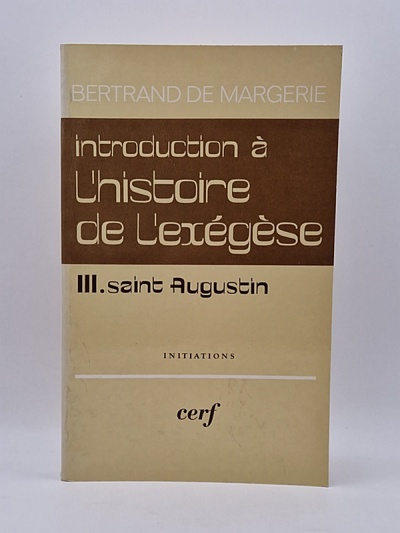 BERTRAND DE MARGERIE
introduction à
L'histoire
de L'exégèse
III. saint Augustin
INITIATIONS
cerf